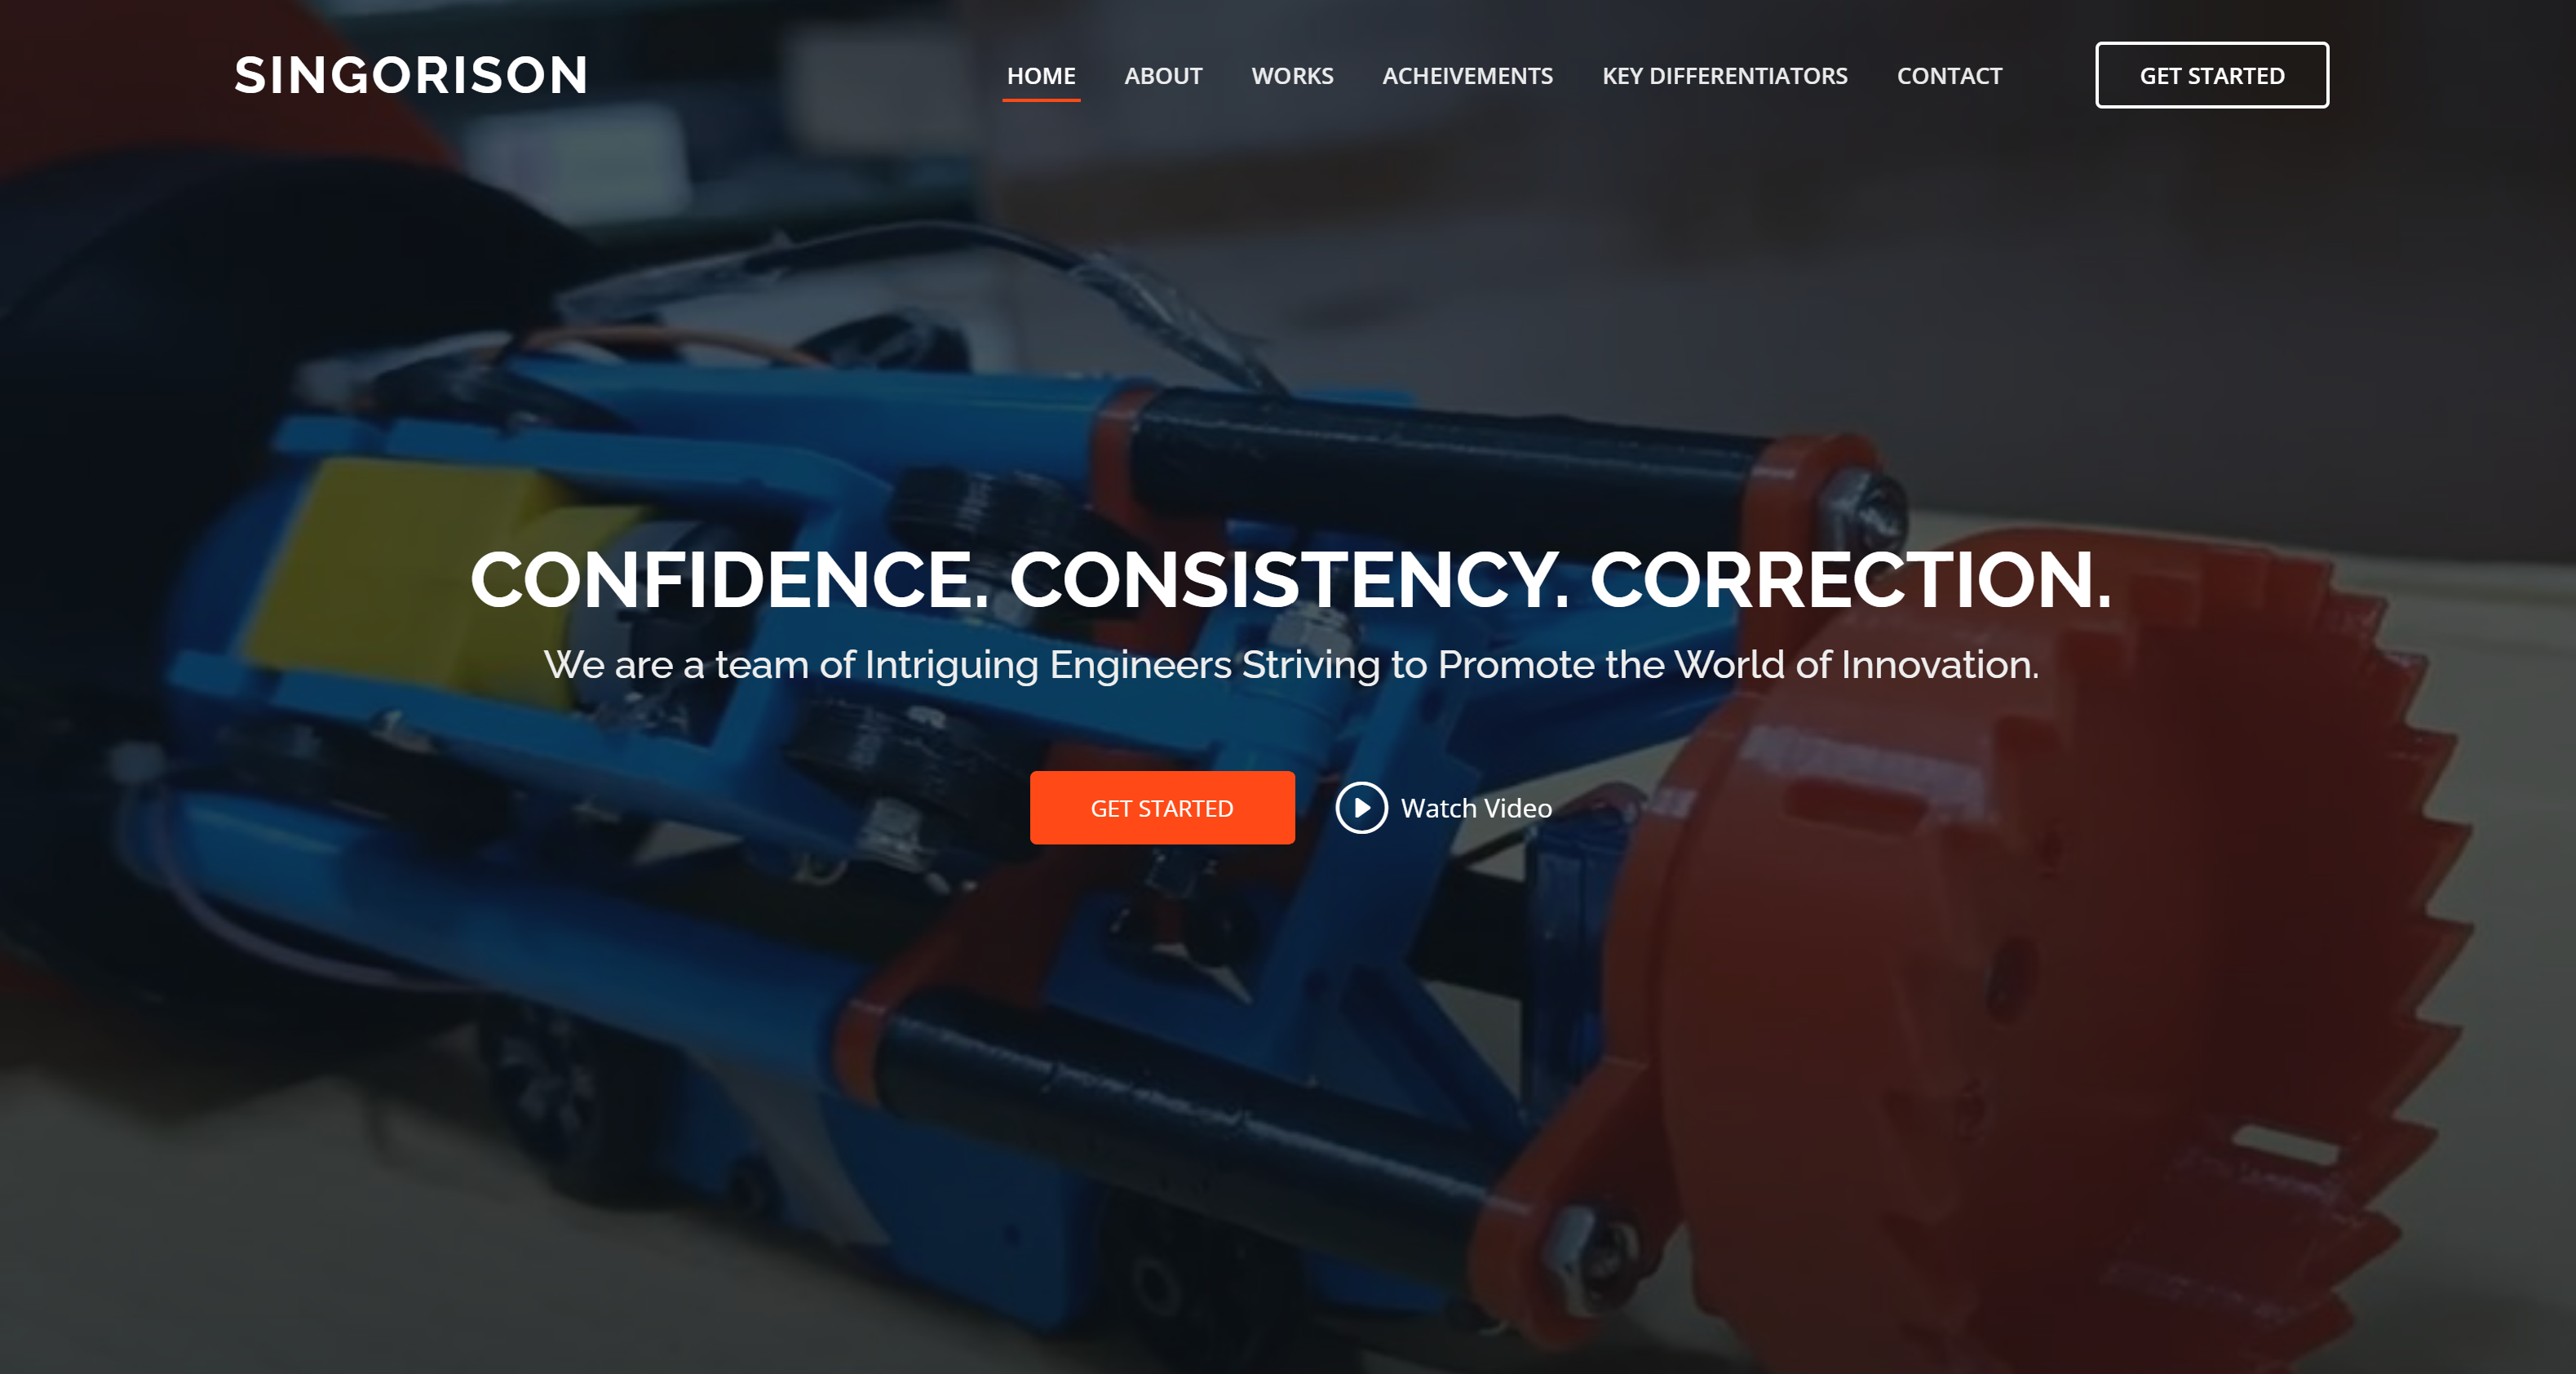 SINGORISON
HOME ABOUT WORKS ACHEIVEMENTS KEY DIFFERENTIATORS CONTACT GET STARTED
CONFIDENCE. CONSISTENCY. CORRECTION.
We are a team of Intriguing Engineers Striving to Promote the World of Innovation.
GET STARTED Watch Video